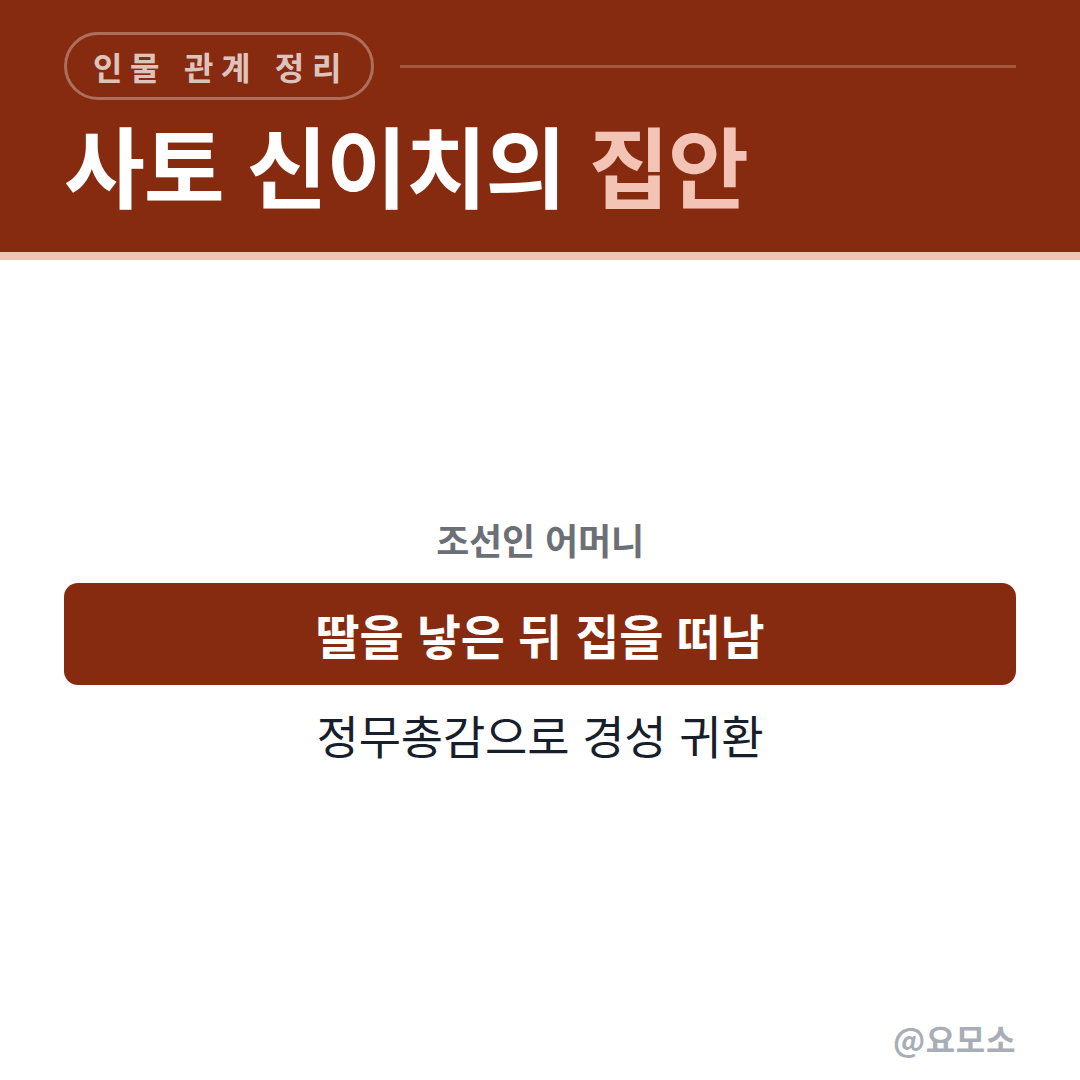 인물 관계 정리
사토 신이치의 집안
조선인 어머니
딸을 낳은 뒤 집을 떠남
정무총감으로 경성 귀환
@요모소